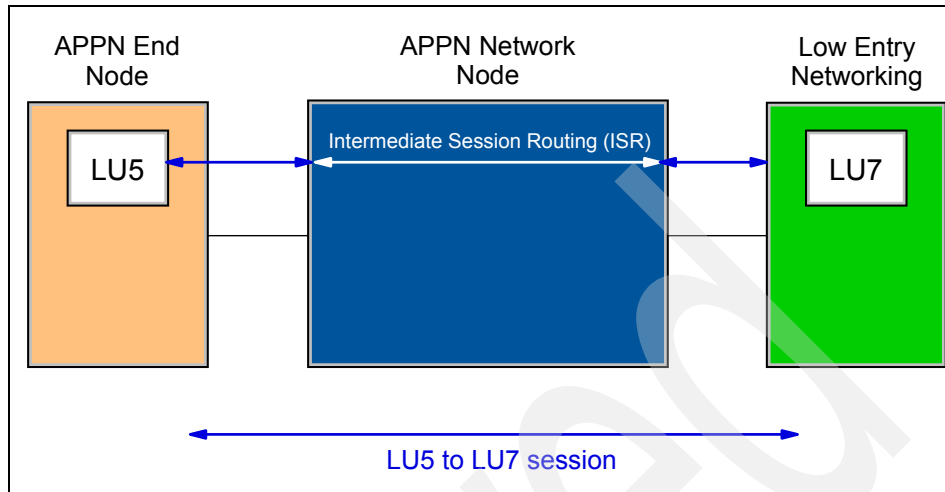 APPN End
Node
APPN Network
Node
Low Entry
Networking
LU5
Intermediate Session Routing (ISR)
LU7
LU5 to LU7 session